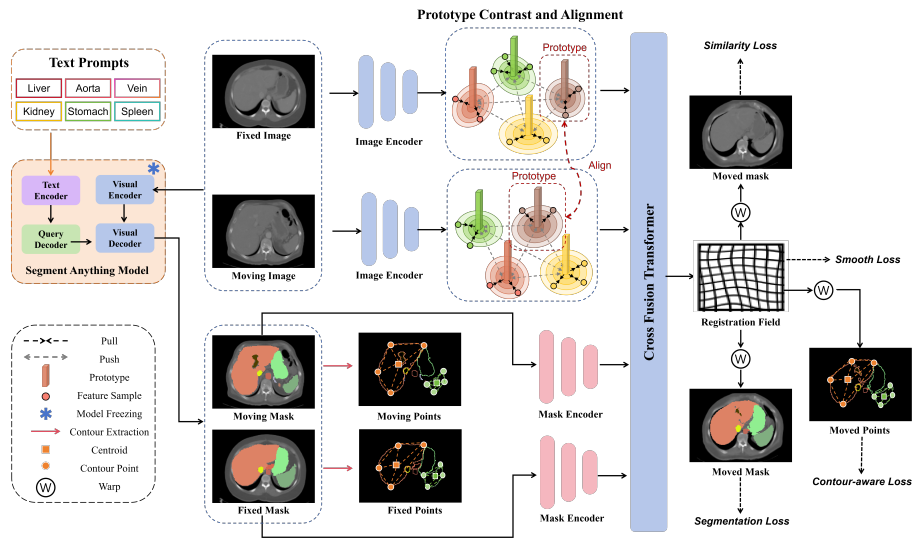 Prototype Contrast and Alignment
Text Prompts
Liver
Aorta
Vein
Kidney
Stomach
Spleen
Text
Encoder
Visual
Encoder
Query
Decoder
Visual
Decoder
Segment Anything Model
Fixed Image
Moving Image
Image Encoder
Image Encoder
Prototype
Prototype
Align
Pull
Push
Prototype
Feature Sample
Model Freezing
Contour Extraction
Centroid
Contour Point
W
Warp
Moving Mask
Fixed Mask
Moving Points
Fixed Points
Mask Encoder
Mask Encoder
Cross Fusion Transformer
Similarity Loss
Moved mask
W
Smooth Loss
Registration Field
W
W
Moved Points
Moved Mask
Contour-aware Loss
Segmentation Loss